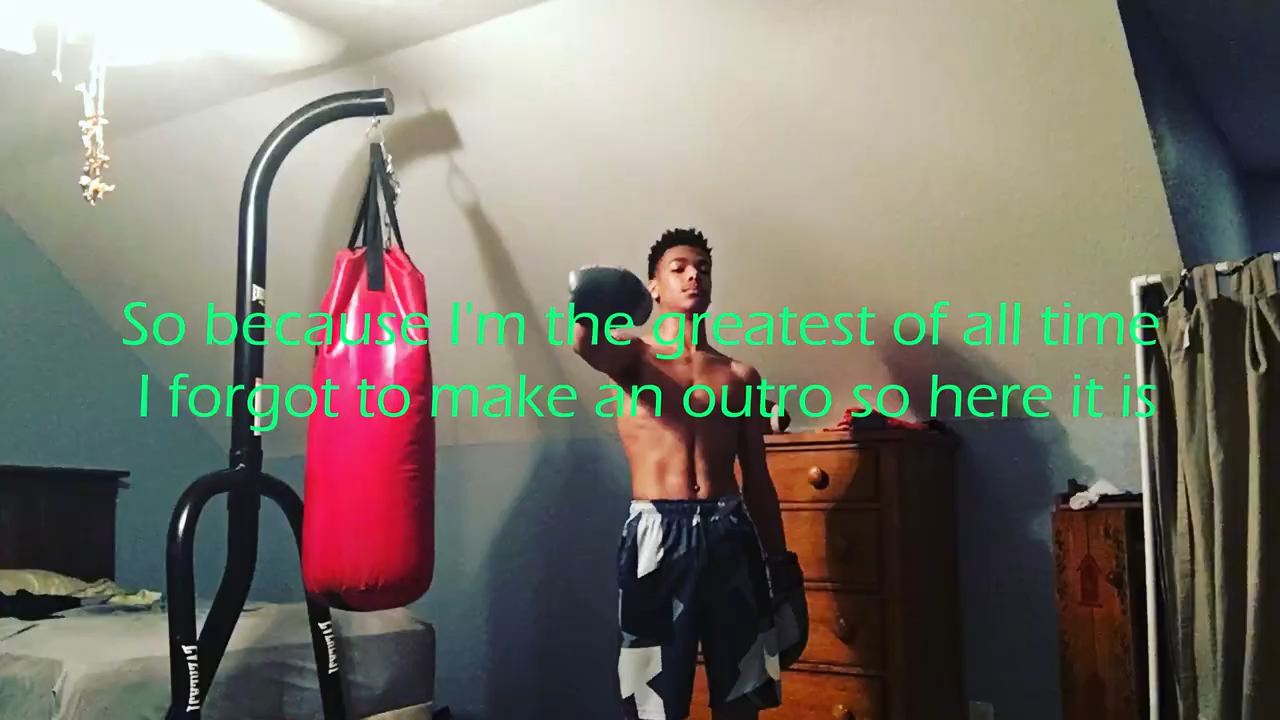 So because I'm the greatest of all time
I forgot to make an outro so here it is